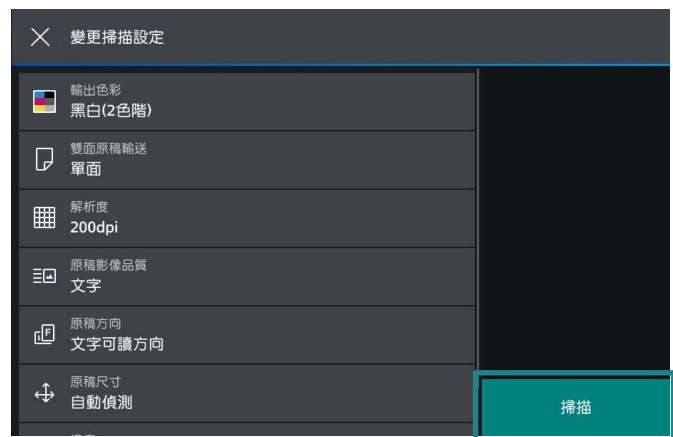 變更掃描設定
輸出色彩
黑白(2色階)
雙面原稿輸送
單面
解析度
200dpi
原稿影像品質
文字
原稿方向
文字可讀方向
原稿尺寸
自動偵測
掃描